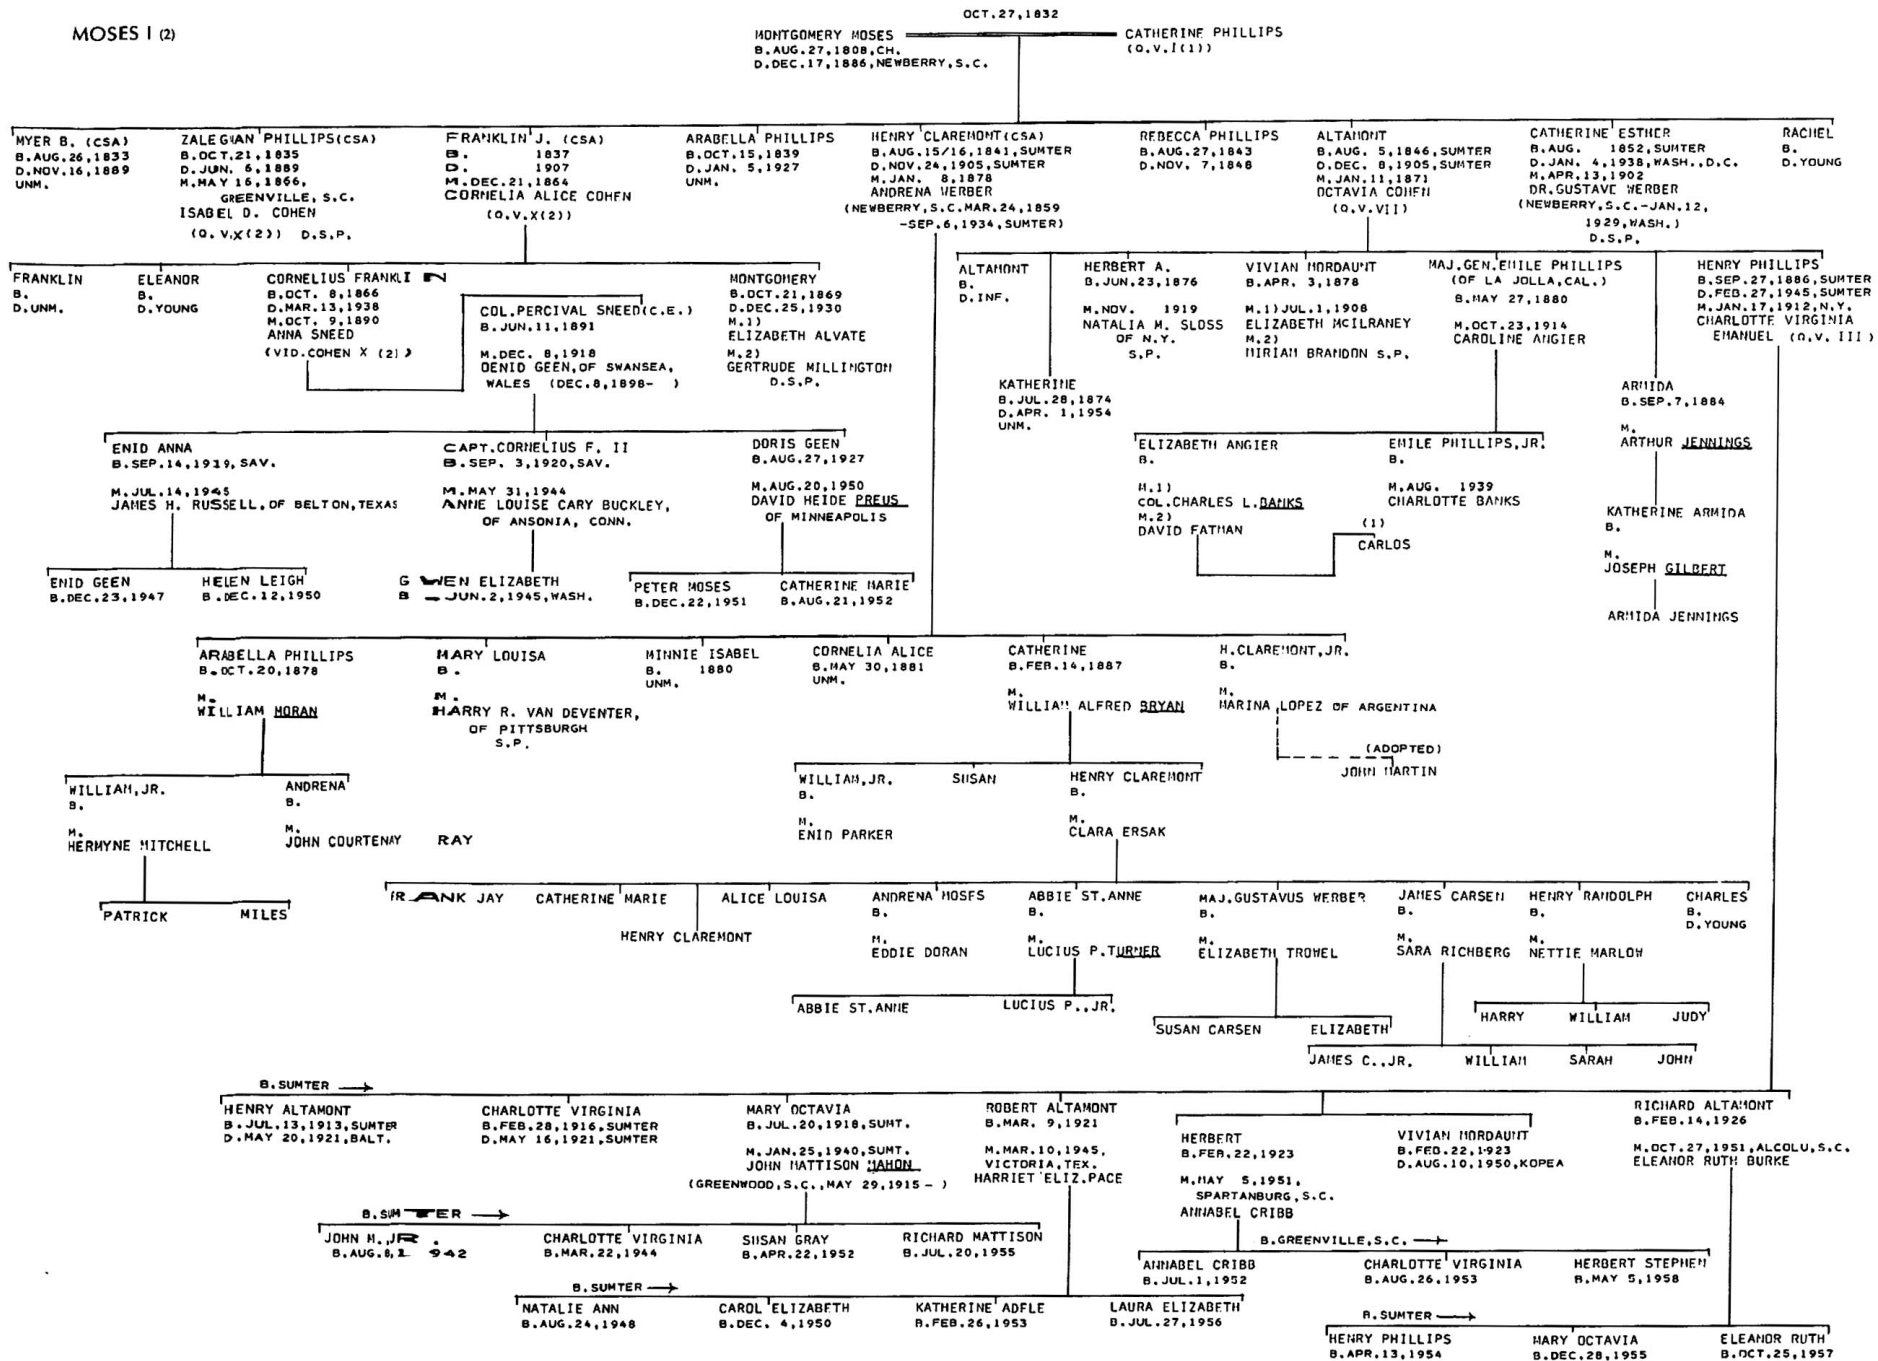 MOSES I (2)
OCT.27,1832
MONTGOMERY MOSES
B.AUG.27,1808,CH.
D.DEC.17,1886,NEWBERRY,S.C.
CATHERINE PHILLIPS
(Q.V.I(1))
MYER B. (CSA)
B.AUG.26,1833
D.NOV.16,1889
UNM.
ZALEGMAN PHILLIPS(CSA)
B.OCT.21,1835
D.JUN. 6,1889
M.MAY 16,1866,
GREENVILLE, S.C.
ISABEL D. COHEN
(Q.V.X(2)) D.S.P.
FRANKLIN J. (CSA)
B. 1837
D. 1907
M.DEC.21,1864
CORNELIA ALICE COHEN
(Q.V.X(2))
ARABELLA PHILLIPS
B.OCT.15,1839
D.JAN. 5,1927
UNM.
HENRY CLAREMONT(CSA)
B.AUG.15/16,1841,SUMTER
D.NOV.24,1905,SUMTER
M.JAN. 8,1878
ANDRENA WERBER
(NEWBERRY,S.C.MAR.24,1859
-SEP.6,1934,SUMTER)
REBECCA PHILLIPS
B.AUG.27,1843
D.NOV. 7,1848
ALTAMONT
B.AUG. 5,1846,SUMTER
D.DEC. 8,1905,SUMTER
M.JAN.11,1871
OCTAVIA COHEN
(Q.V.VII)
CATHERINE ESTHER
B.AUG. 1852,SUMTER
D.JAN. 4,1938,WASH.,D.C.
M.APR.13,1902
DR.GUSTAVE WERBER
(NEWBERRY,S.C.-JAN.12,
1929,WASH.)
D.S.P.
RACHEL
B.
D.YOUNG
FRANKLIN
B.
D.UNM.
ELEANOR
B.
D.YOUNG
CORNELIUS FRANKLIN
B.OCT. 8,1866
D.MAR.13,1938
M.OCT. 9,1890
ANNA SNEED
(VID.COHEN X (2))
COL.PERCIVAL SNEED(C.E.)
B.JUN.11,1891
M.DEC. 8,1918
OENID GEEN,OF SWANSEA,
WALES (DEC.8,1898- )
MONTGOMERY
B.OCT.21,1869
D.DEC.25,1930
M.1)
ELIZABETH ALVATE
M.2)
GERTRUDE MILLINGTON
D.S.P.
ALTAMONT
B.
D.INF.
HERBERT A.
B.JUN.23,1876
M.NOV. 1919
NATALIA M. SLOSS
OF N.Y.
S.P.
VIVIAN MORDAUNT
B.APR. 3,1878
M.1)JUL.1,1908
ELIZABETH MCILRANEY
M.2)
MIRIAM BRANDON S.P.
MAJ.GEN.EMILE PHILLIPS
(OF LA JOLLA,CAL.)
B.MAY 27,1880
M.OCT.23,1914
CAROLINE ANGIER
HENRY PHILLIPS
B.SEP.27,1886,SUMTER
D.FEB.27,1945,SUMTER
M.JAN.17,1912,N.Y.
CHARLOTTE VIRGINIA
EMANUEL (Q.V. III)
KATHERINE
B.JUL.28,1874
D.APR. 1,1954
UNM.
ARMIDA
B.SEP.7,1884
M.
ARTHUR JENNINGS
ENID ANNA
B.SEP.14,1919,SAV.
M.JUL.14,1945
JAMES H. RUSSELL,OF BELTON,TEXAS
CAPT.CORNELIUS F. II
B.SEP. 3,1920,SAV.
M.MAY 31,1944
ANNE LOUISE CARY BUCKLEY,
OF ANSONIA, CONN.
DORIS GEEN
B.AUG.27,1927
M.AUG.20,1950
DAVID HEIDE PREUS
OF MINNEAPOLIS
ELIZABETH ANGIER
B.
M.1)
COL.CHARLES L.BANKS
M.2)
DAVID FATMAN
EMILE PHILLIPS,JR.
B.
M.AUG. 1939
CHARLOTTE BANKS
(1)
CARLOS
KATHERINE ARMIDA
B.
M.
JOSEPH GILBERT
ARMIDA JENNINGS
ENID GEEN
B.DEC.23,1947
HELEN LEIGH
B.DEC.12,1950
GWEN ELIZABETH
B JUN.2,1945,WASH.
PETER MOSES
B.DEC.22,1951
CATHERINE MARIE
B.AUG.21,1952
ARABELLA PHILLIPS
B.OCT.20,1878
M.
WILLIAM MORAN
MARY LOUISA
B.
M.
HARRY R. VAN DEVENTER,
OF PITTSBURGH
S.P.
MINNIE ISABEL
B. 1880
UNM.
CORNELIA ALICE
B.MAY 30,1881
UNM.
CATHERINE
B.FEB.14,1887
M.
WILLIAM ALFRED BRYAN
H.CLAREMONT,JR.
B.
M.
MARINA LOPEZ OF ARGENTINA
(ADOPTED)
JOHN MARTIN
WILLIAM,JR.
B.
M.
HERMYNE MITCHELL
ANDRENA
B.
M.
JOHN COURTENAY RAY
WILLIAM,JR.
B.
M.
ENID PARKER
SUSAN
HENRY CLAREMONT
B.
M.
CLARA ERSAK
PATRICK
MILES
FRANK JAY
CATHERINE MARIE
HENRY CLAREMONT
ALICE LOUISA
ANDRENA MOSES
B.
M.
EDDIE DORAN
ABBIE ST.ANNE
B.
M.
LUCIUS P.TURNER
MAJ.GUSTAVUS WERBER
B.
M.
ELIZABETH TROWEL
JAMES CARSEN
B.
M.
SARA RICHBERG
HENRY RANDOLPH
B.
M.
NETTIE MARLOW
CHARLES
B.
D.YOUNG
ABBIE ST.ANNE
LUCIUS P.,JR.
SUSAN CARSEN
ELIZABETH
HARRY
WILLIAM
JUDY
JAMES C.,JR.
WILLIAM
SARAH
JOHN
B.SUMTER →
HENRY ALTAMONT
B.JUL.13,1913,SUMTER
D.MAY 20,1921,BALT.
CHARLOTTE VIRGINIA
B.FEB.28,1916,SUMTER
D.MAY 16,1921,SUMTER
MARY OCTAVIA
B.JUL.20,1918,SUMT.
M.JAN.25,1940,SUMT.
JOHN MATTISON MAHON
(GREENWOOD,S.C.,MAY 29,1915- )
ROBERT ALTAMONT
B.MAR. 9,1921
M.MAR.10,1945,
VICTORIA,TEX.
HARRIET ELIZ.PACE
HERBERT
B.FEB.22,1923
M.MAY 5,1951,
SPARTANBURG,S.C.
ANNABEL CRIBB
VIVIAN MORDAUNT
B.FEB.22,1923
D.AUG.10,1950,KOREA
RICHARD ALTAMONT
B.FEB.14,1926
M.OCT.27,1951,ALCOLU,S.C.
ELEANOR RUTH BURKE
B.SUMTER →
JOHN M.,JR.
B.AUG.8,1942
CHARLOTTE VIRGINIA
B.MAR.22,1944
SUSAN GRAY
B.APR.22,1952
RICHARD MATTISON
B.JUL.20,1955
B.GREENVILLE,S.C. →
ANNABEL CRIBB
B.JUL.1,1952
CHARLOTTE VIRGINIA
B.AUG.26,1953
HERBERT STEPHEN
B.MAY 5,1958
B.SUMTER →
NATALIE ANN
B.AUG.24,1948
CAROL ELIZABETH
B.DEC. 4,1950
KATHERINE ADELE
B.FEB.26,1953
LAURA ELIZABETH
B.JUL.27,1956
B.SUMTER →
HENRY PHILLIPS
B.APR.13,1954
MARY OCTAVIA
B.DEC.28,1955
ELEANOR RUTH
B.OCT.25,1957